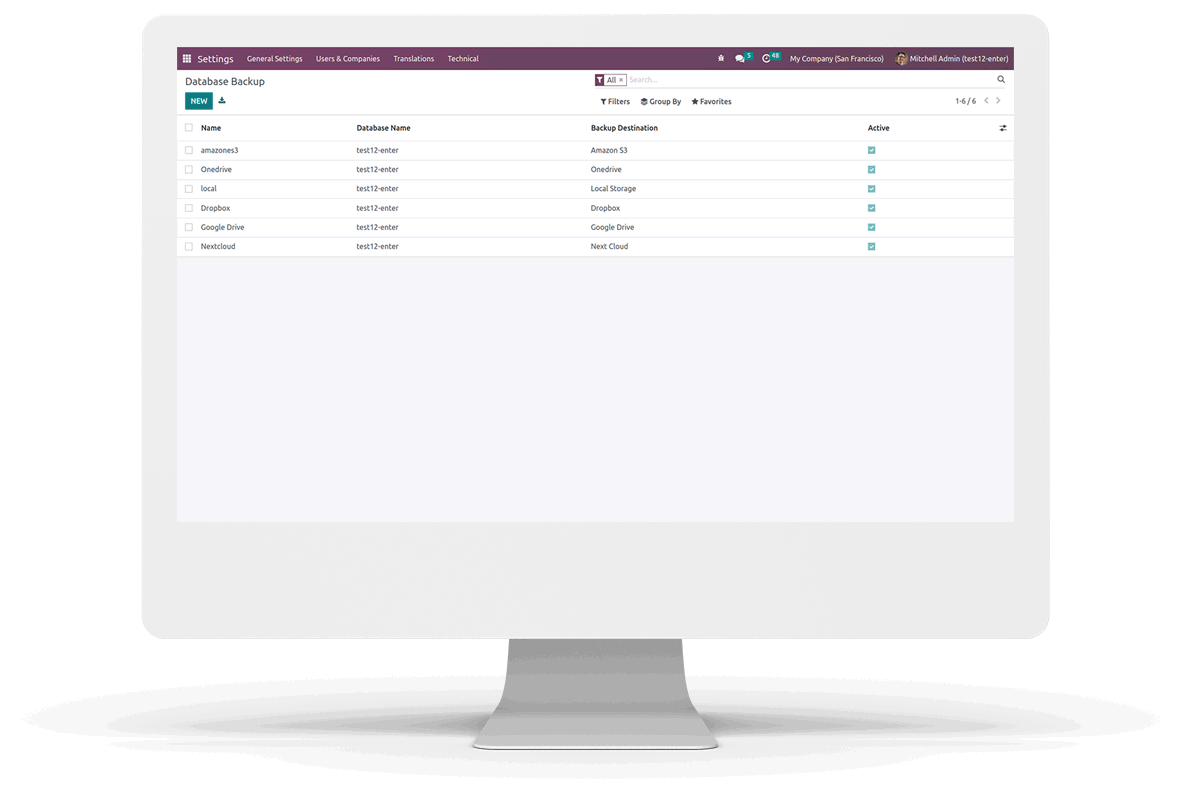 Settings General Settings Users & Companies Translations Technical 5 48 My Company (San Francisco) Mitchell Admin (test12-enter)
Database Backup All × Search...
NEW Filters Group By Favorites 1-6 / 6
Name Database Name Backup Destination Active
amazones3 test12-enter Amazon S3
Onedrive test12-enter Onedrive
local test12-enter Local Storage
Dropbox test12-enter Dropbox
Google Drive test12-enter Google Drive
Nextcloud test12-enter Next Cloud